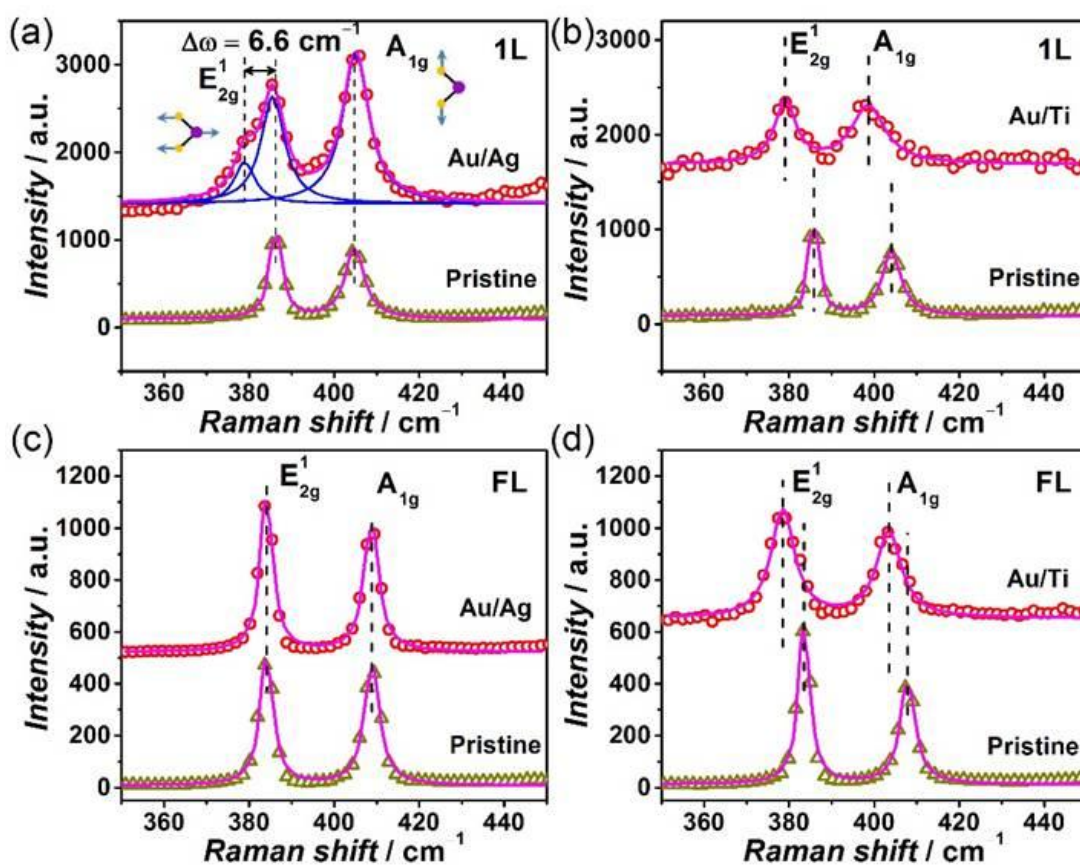 (a)
Δω = 6.6 cm⁻¹
E¹₂g
A₁g
1L
Au/Ag
Pristine
3000
2000
1000
0
Intensity / a.u.
360 380 400 420 440
Raman shift / cm⁻¹
(b)
E¹₂g
A₁g
1L
Au/Ti
Pristine
3000
2000
1000
0
Intensity / a.u.
360 380 400 420 440
Raman shift / cm⁻¹
(c)
E¹₂g
A₁g
FL
Au/Ag
Pristine
1200
1000
800
600
400
200
0
Intensity / a.u.
360 380 400 420 440
Raman shift / cm⁻¹
(d)
E¹₂g
A₁g
FL
Au/Ti
Pristine
1200
1000
800
600
400
200
0
Intensity / a.u.
360 380 400 420 440
Raman shift / cm ¹